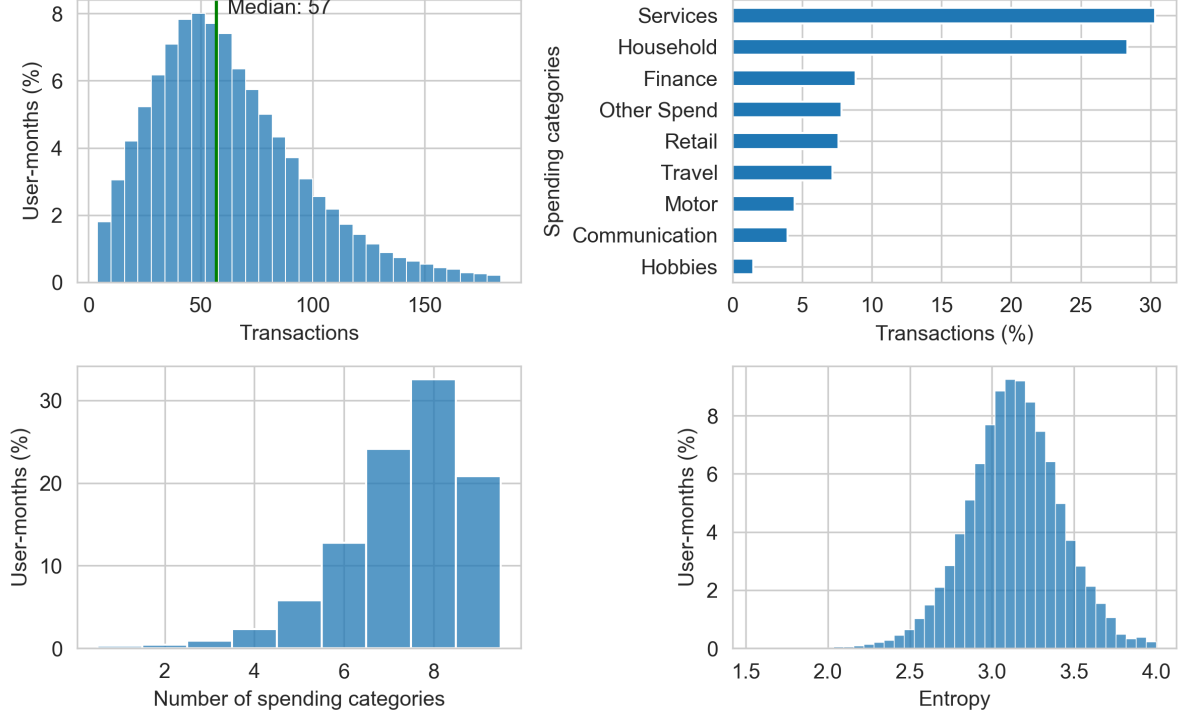 Median: 57
User-months (%)
8
6
4
2
0
0 50 100 150
Transactions
Spending categories
Services
Household
Finance
Other Spend
Retail
Travel
Motor
Communication
Hobbies
0 5 10 15 20 25 30
Transactions (%)
User-months (%)
30
20
10
0
2 4 6 8
Number of spending categories
User-months (%)
8
6
4
2
0
1.5 2.0 2.5 3.0 3.5 4.0
Entropy